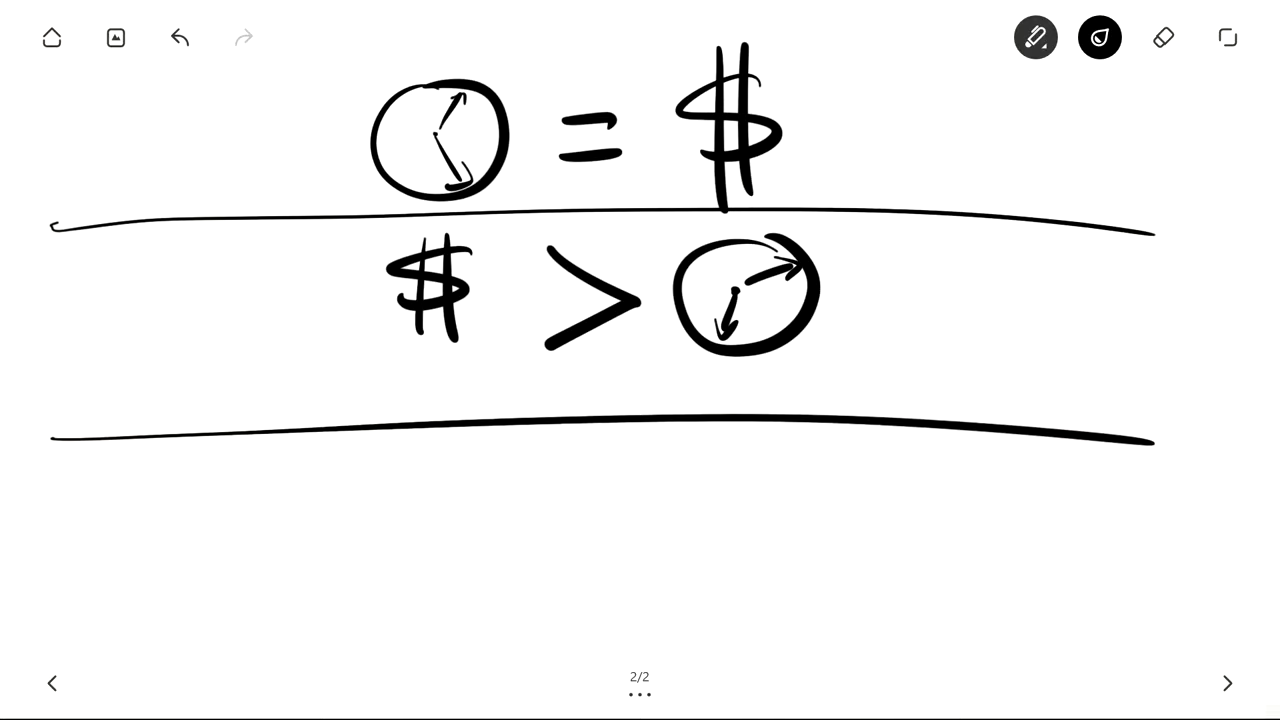 = $
$ >
2/2